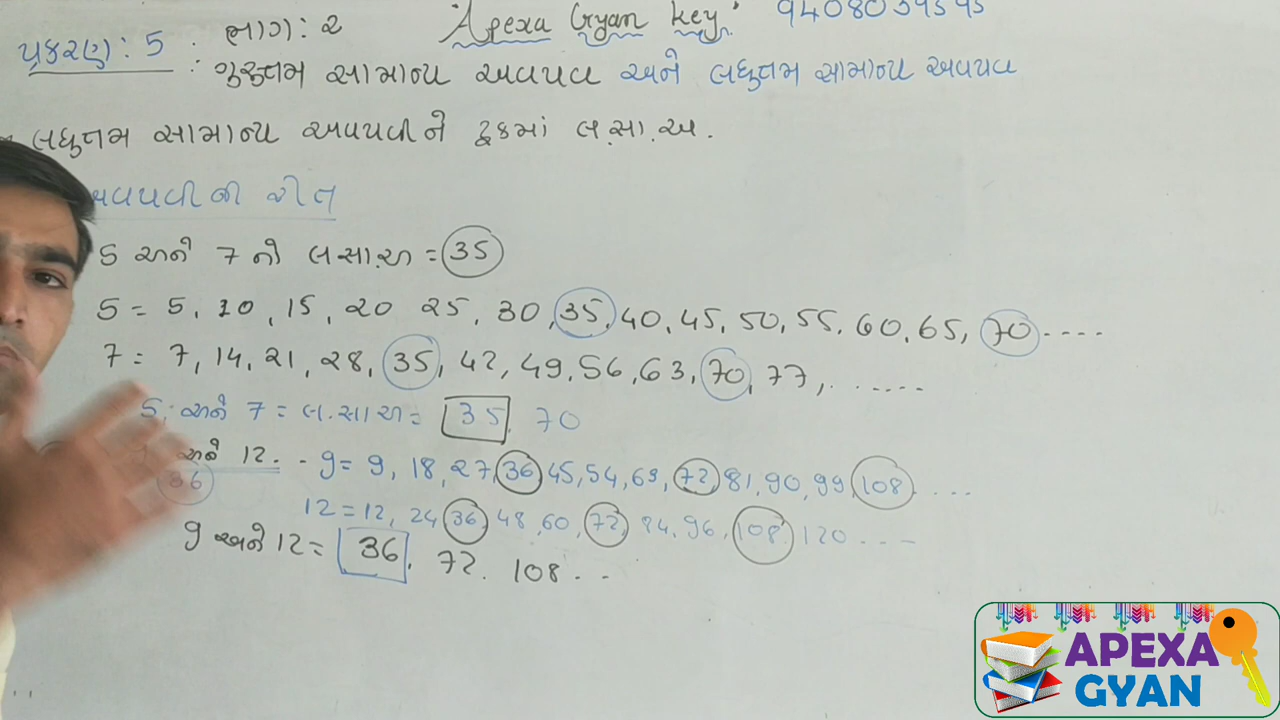 પ્રકરણ: 5 : ભાગ: ૨ "Apexa Gyan key"
ગુરુત્તમ સામાન્ય અવયવ અને લઘુત્તમ સામાન્ય અવયવ
લઘુત્તમ સામાન્ય અવયવીને ટુકમાં લ.સા.અ.
અવયવીની રીત
5 અને 7 નો લ.સા.અ = 35
5 = 5, 10, 15, 20 25, 30, 35, 40, 45, 50, 55, 60, 65, 70 ....
7 = 7, 14, 21, 28, 35, 42, 49, 56, 63, 70, 77, ......
5. અને 7 = લ.સા.અ = 35, 70
અને 12. - 9 = 9, 18, 27, 36 45, 54, 63, 72, 81, 90, 99, 108 . ...
36
12 = 12, 24 36, 48, 60, 72, 84, 96, 108, 120 ---
9 અને 12 = 36, 72. 108 ..
APEXA
GYAN